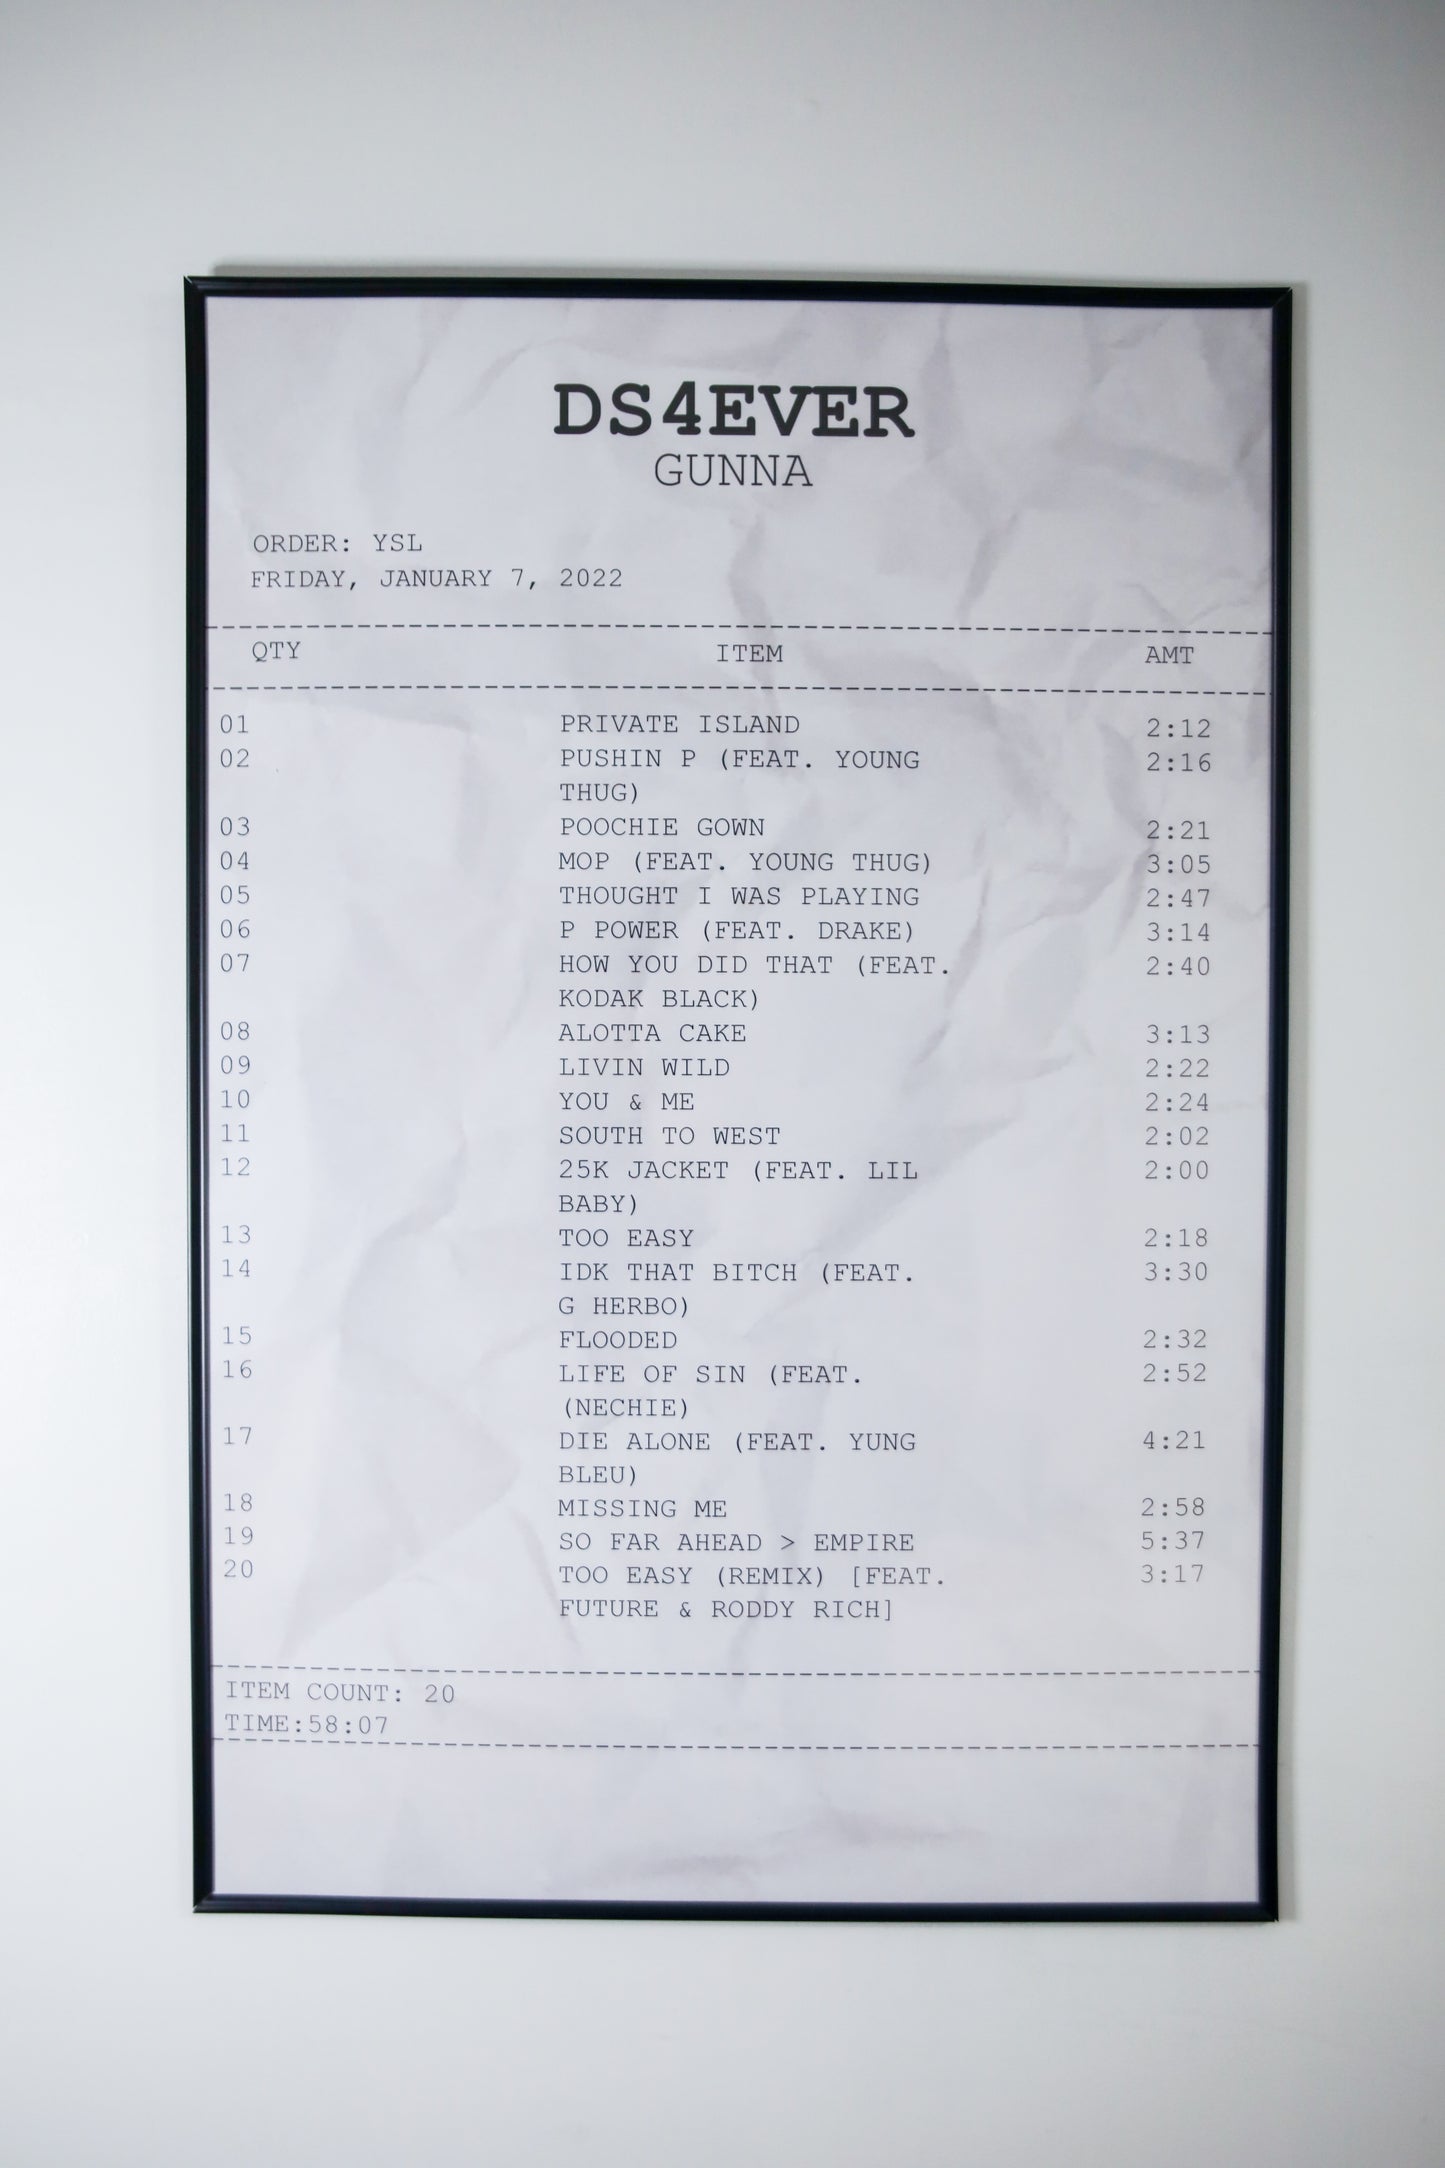 DS4EVER
GUNNA
ORDER: YSL
FRIDAY, JANUARY 7, 2022
QTY ITEM AMT
01 PRIVATE ISLAND 2:12
02 PUSHIN P (FEAT. YOUNG 2:16
THUG)
03 POOCHIE GOWN 2:21
04 MOP (FEAT. YOUNG THUG) 3:05
05 THOUGHT I WAS PLAYING 2:47
06 P POWER (FEAT. DRAKE) 3:14
07 HOW YOU DID THAT (FEAT. 2:40
KODAK BLACK)
08 ALOTTA CAKE 3:13
09 LIVIN WILD 2:22
10 YOU & ME 2:24
11 SOUTH TO WEST 2:02
12 25K JACKET (FEAT. LIL 2:00
BABY)
13 TOO EASY 2:18
14 IDK THAT BITCH (FEAT. 3:30
G HERBO)
15 FLOODED 2:32
16 LIFE OF SIN (FEAT. 2:52
(NECHIE)
17 DIE ALONE (FEAT. YUNG 4:21
BLEU)
18 MISSING ME 2:58
19 SO FAR AHEAD > EMPIRE 5:37
20 TOO EASY (REMIX) [FEAT. 3:17
FUTURE & RODDY RICH]
ITEM COUNT: 20
TIME:58:07